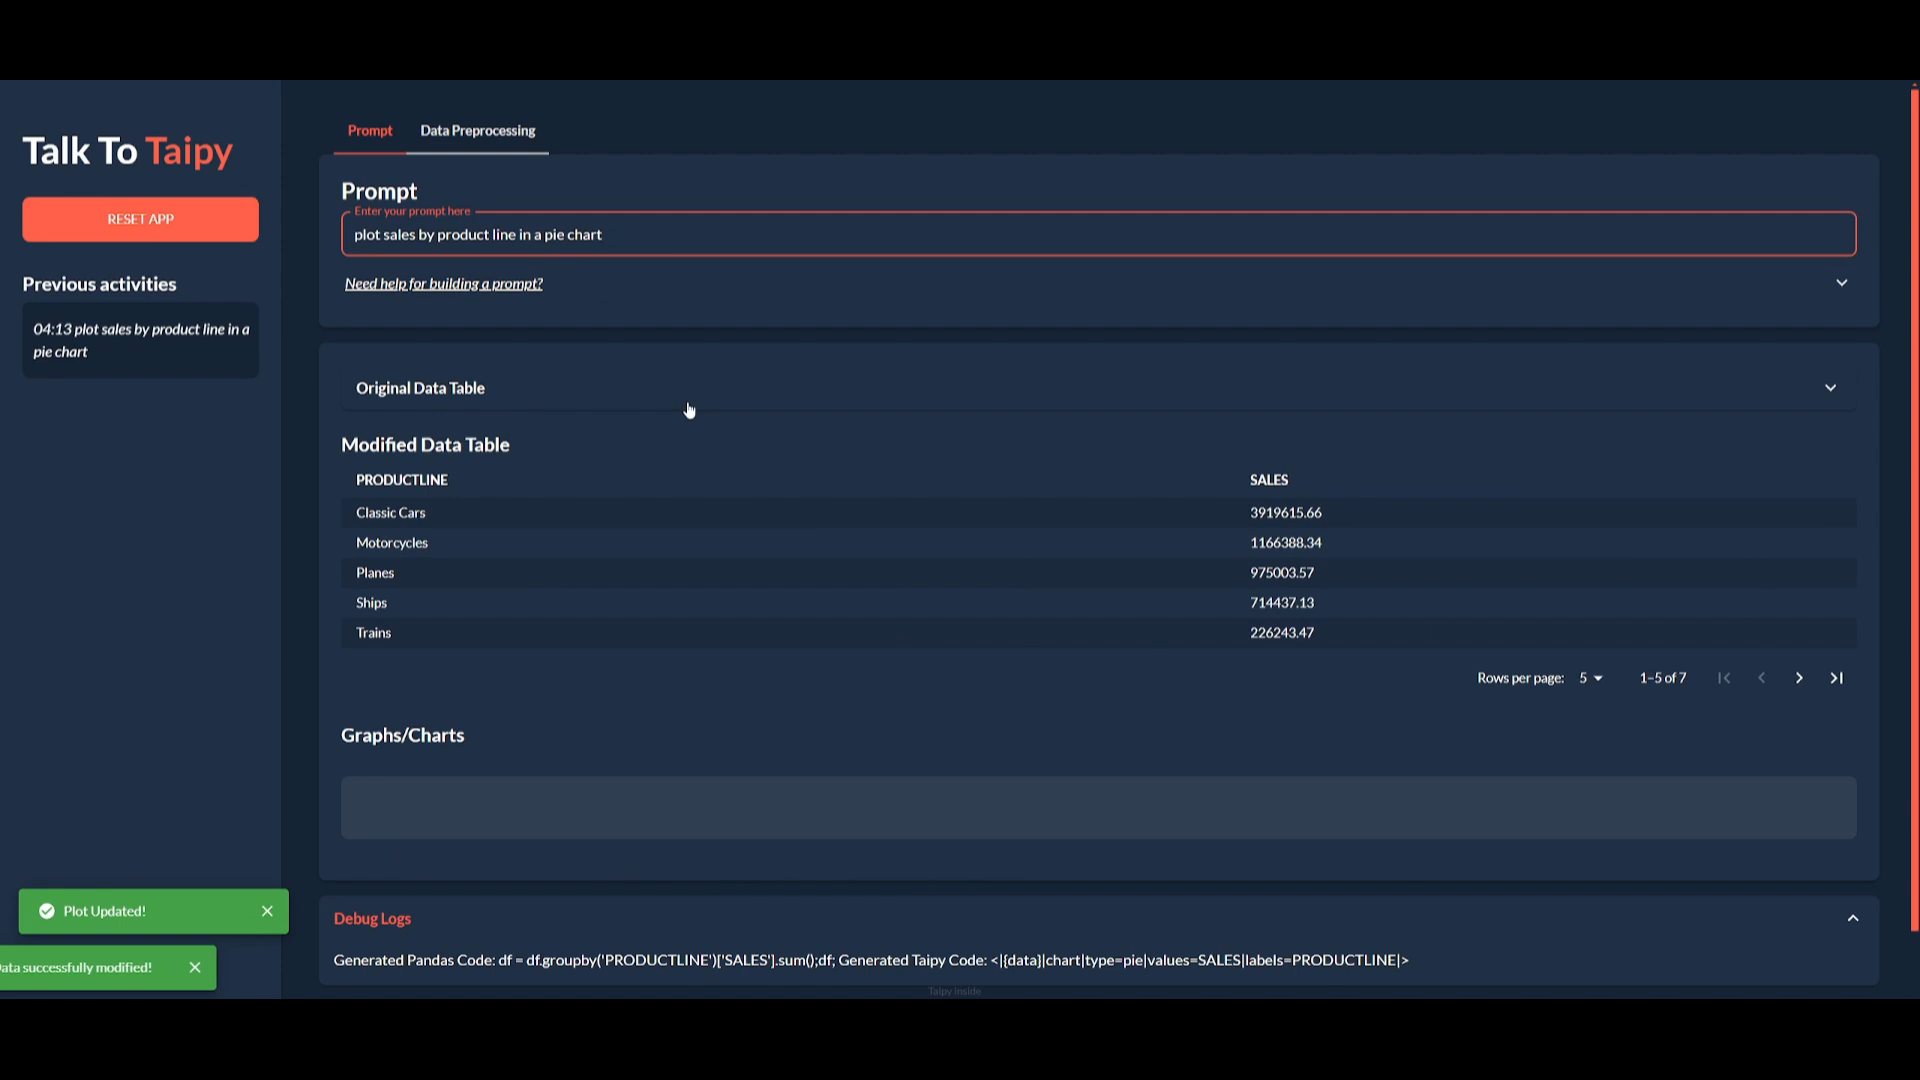 Talk To Taipy
RESET APP
Previous activities
04:13 plot sales by product line in a
pie chart
Prompt
Data Preprocessing
Prompt
Enter your prompt here
plot sales by product line in a pie chart
Need help for building a prompt?
Original Data Table
Modified Data Table
PRODUCTLINE SALES
Classic Cars 3919615.66
Motorcycles 1166388.34
Planes 975003.57
Ships 714437.13
Trains 226243.47
Rows per page: 5 1–5 of 7
Graphs/Charts
Plot Updated!
ata successfully modified!
Debug Logs
Generated Pandas Code: df = df.groupby('PRODUCTLINE')['SALES'].sum();df; Generated Taipy Code: <|{data}|chart|type=pie|values=SALES|labels=PRODUCTLINE|>
Taipy inside